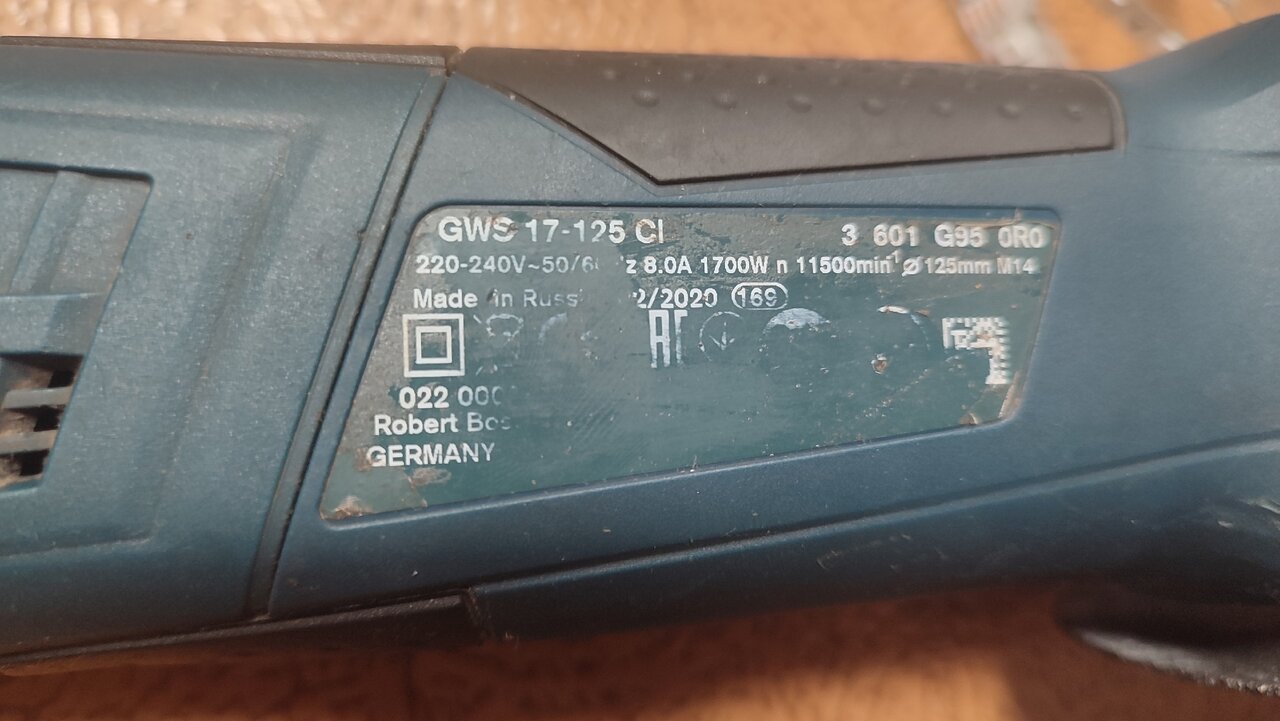 GWS 17-125 CI 3 601 G95 0R0
220-240V~50/6 z 8.0A 1700W n 11500min⁻¹ Ø125mm M14
Made in Russi 2/2020 169
022 000
Robert Bos
GERMANY